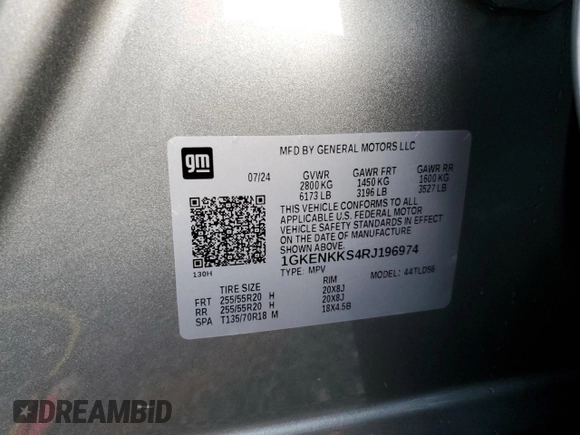 gm
MFD BY GENERAL MOTORS LLC
07/24 GVWR GAWR FRT GAWR RR
2800 KG 1450 KG 1600 KG
6173 LB 3196 LB 3527 LB
THIS VEHICLE CONFORMS TO ALL
APPLICABLE U.S. FEDERAL MOTOR
VEHICLE SAFETY STANDARDS IN EFFECT
ON THE DATE OF MANUFACTURE
SHOWN ABOVE.
1GKENKKS4RJ196974
130H
TYPE: MPV MODEL: 44TLD56
TIRE SIZE RIM
FRT 255/55R20 H 20X8J
RR 255/55R20 H 20X8J
SPA T135/70R18 M 18X4.5B
DREAMBID